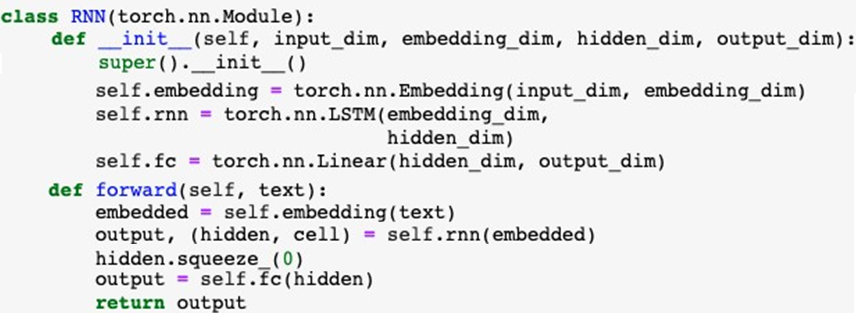 class RNN(torch.nn.Module):
    def __init__(self, input_dim, embedding_dim, hidden_dim, output_dim):
        super().__init__()
        self.embedding = torch.nn.Embedding(input_dim, embedding_dim)
        self.rnn = torch.nn.LSTM(embedding_dim,
                                 hidden_dim)
        self.fc = torch.nn.Linear(hidden_dim, output_dim)
    def forward(self, text):
        embedded = self.embedding(text)
        output, (hidden, cell) = self.rnn(embedded)
        hidden.squeeze_(0)
        output = self.fc(hidden)
        return output